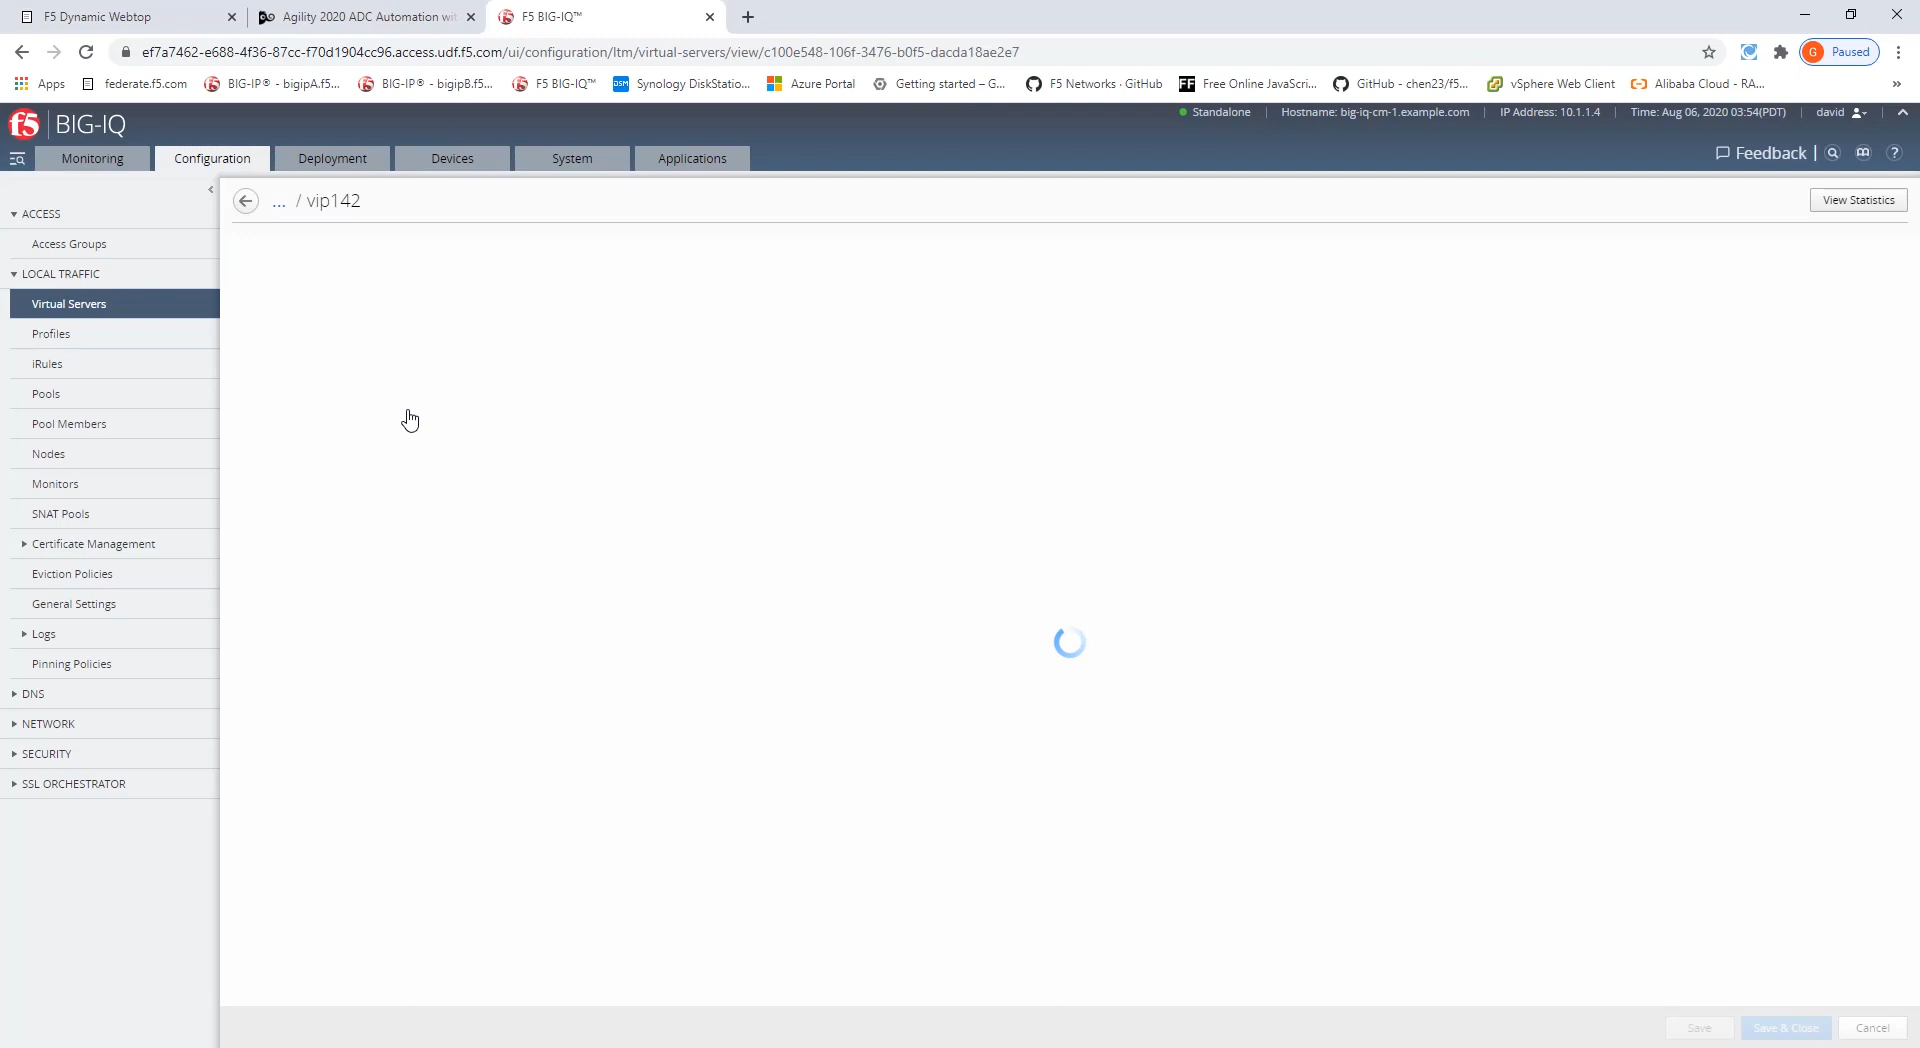 F5 Dynamic Webtop
Agility 2020 ADC Automation wit
F5 BIG-IQ™
ef7a7462-e688-4f36-87cc-f70d1904cc96.access.udf.f5.com/ui/configuration/ltm/virtual-servers/view/c100e548-106f-3476-b0f5-dacda18ae2e7
G Paused
Apps
federate.f5.com
BIG-IP® - bigipA.f5...
BIG-IP® - bigipB.f5...
F5 BIG-IQ™
DSM Synology DiskStatio...
Azure Portal
Getting started – G...
F5 Networks · GitHub
FF Free Online JavaScri...
GitHub - chen23/f5...
vSphere Web Client
Alibaba Cloud - RA...
»
f5 BIG-IQ
Standalone
Hostname: big-iq-cm-1.example.com
IP Address: 10.1.1.4
Time: Aug 06, 2020 03:54(PDT)
david
Monitoring
Configuration
Deployment
Devices
System
Applications
Feedback
?
... / vip142
View Statistics
ACCESS
Access Groups
LOCAL TRAFFIC
Virtual Servers
Profiles
iRules
Pools
Pool Members
Nodes
Monitors
SNAT Pools
Certificate Management
Eviction Policies
General Settings
Logs
Pinning Policies
DNS
NETWORK
SECURITY
SSL ORCHESTRATOR
Save
Save & Close
Cancel